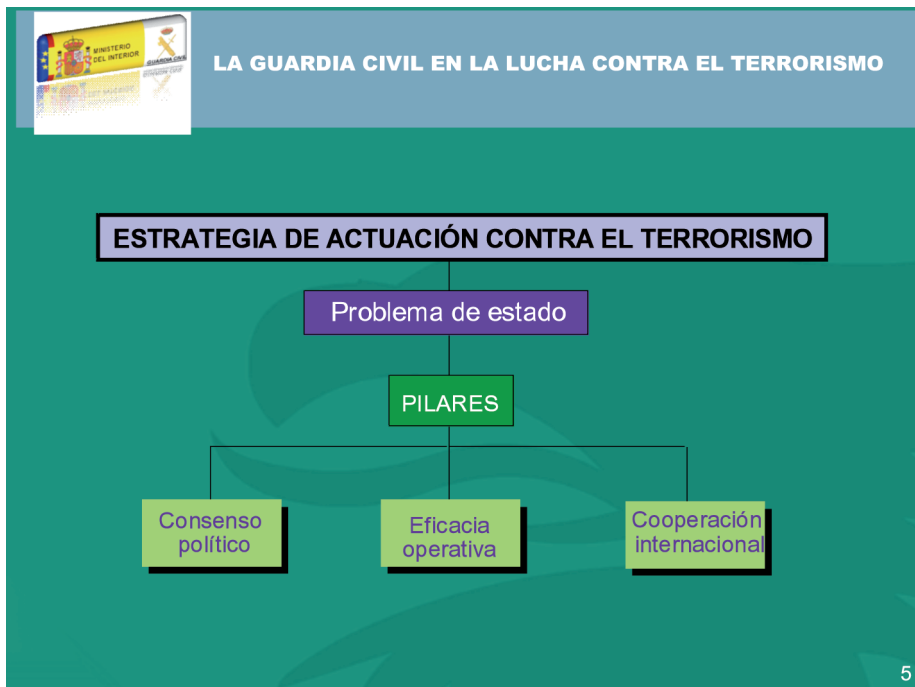 MINISTERIO
DEL INTERIOR
GUARDIA CIVIL
LA GUARDIA CIVIL EN LA LUCHA CONTRA EL TERRORISMO
ESTRATEGIA DE ACTUACIÓN CONTRA EL TERRORISMO
Problema de estado
PILARES
Consenso
político
Eficacia
operativa
Cooperación
internacional
5